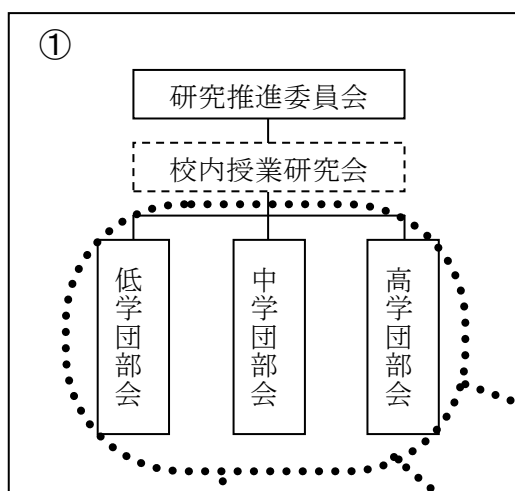 ①
研究推進委員会
校内授業研究会
低学団部会
中学団部会
高学団部会